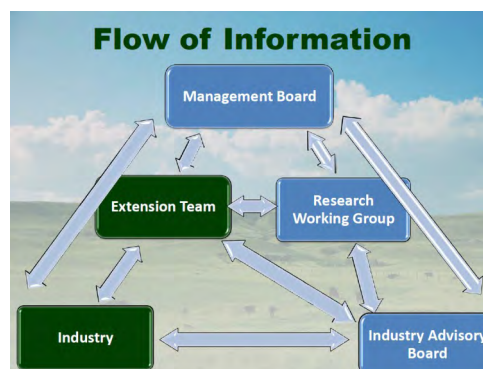 Flow of Information
Management Board
Extension Team
Research
Working Group
Industry
Industry Advisory
Board